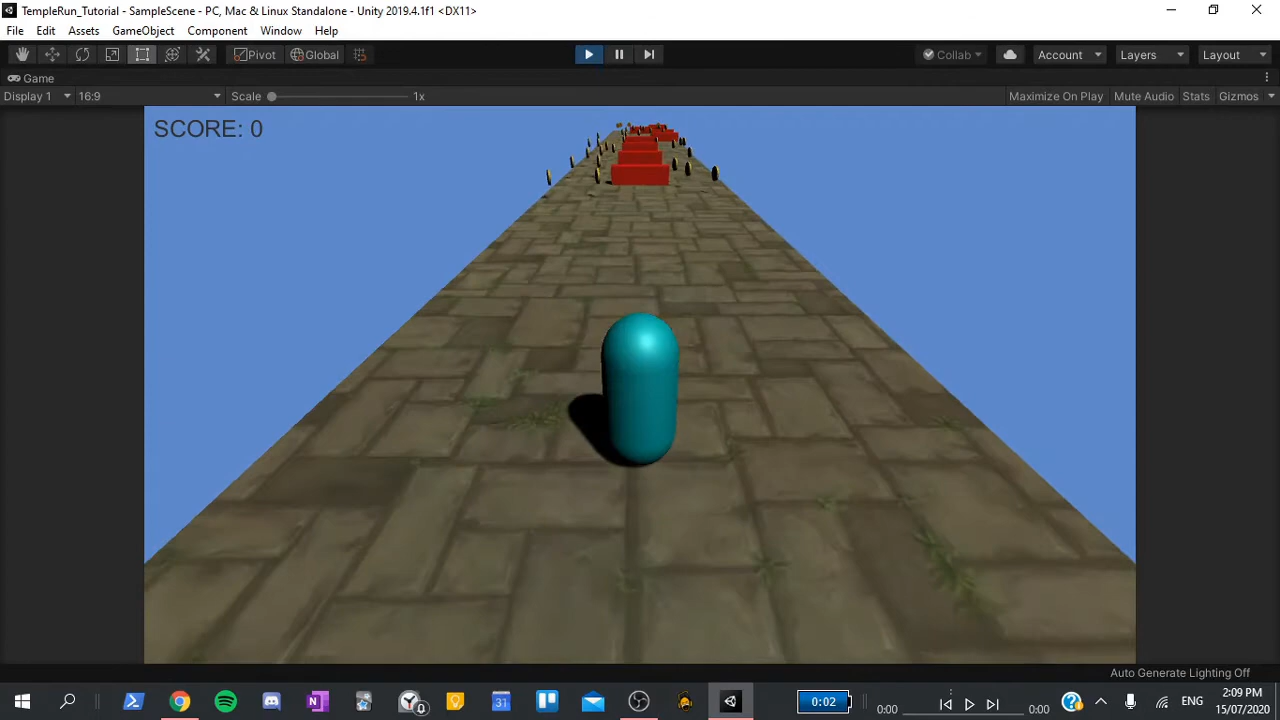 TempleRun_Tutorial - SampleScene - PC, Mac & Linux Standalone - Unity 2019.4.1f1 <DX11>
File Edit Assets GameObject Component Window Help
Pivot Global Collab Account Layers Layout
Game
Display 1 16:9 Scale 1x Maximize On Play Mute Audio Stats Gizmos
SCORE: 0
Auto Generate Lighting Off
0:02 0:00 0:00 ENG 2:09 PM
15/07/2020